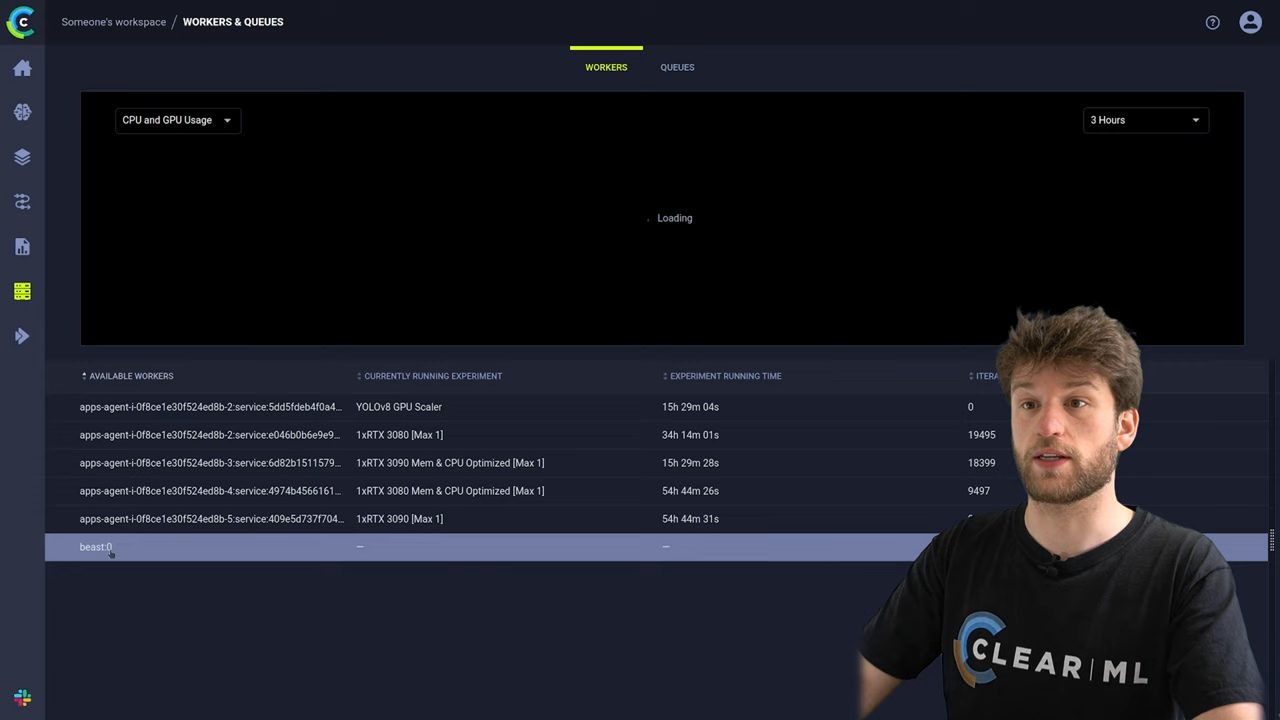 Someone's workspace / WORKERS & QUEUES
WORKERS QUEUES
CPU and GPU Usage 3 Hours
Loading
AVAILABLE WORKERS CURRENTLY RUNNING EXPERIMENT EXPERIMENT RUNNING TIME ITERA
apps-agent-i-0f8ce1e30f524ed8b-2:service:5dd5fdeb4f0a4... YOLOv8 GPU Scaler 15h 29m 04s 0
apps-agent-i-0f8ce1e30f524ed8b-2:service:e046b0b6e9e9... 1xRTX 3080 [Max 1] 34h 14m 01s 19495
apps-agent-i-0f8ce1e30f524ed8b-3:service:6d82b1511579... 1xRTX 3090 Mem & CPU Optimized [Max 1] 15h 29m 28s 18399
apps-agent-i-0f8ce1e30f524ed8b-4:service:4974b4566161... 1xRTX 3080 Mem & CPU Optimized [Max 1] 54h 44m 26s 9497
apps-agent-i-0f8ce1e30f524ed8b-5:service:409e5d737f704... 1xRTX 3090 [Max 1] 54h 44m 31s
beast:0 – –
CLEAR|ML